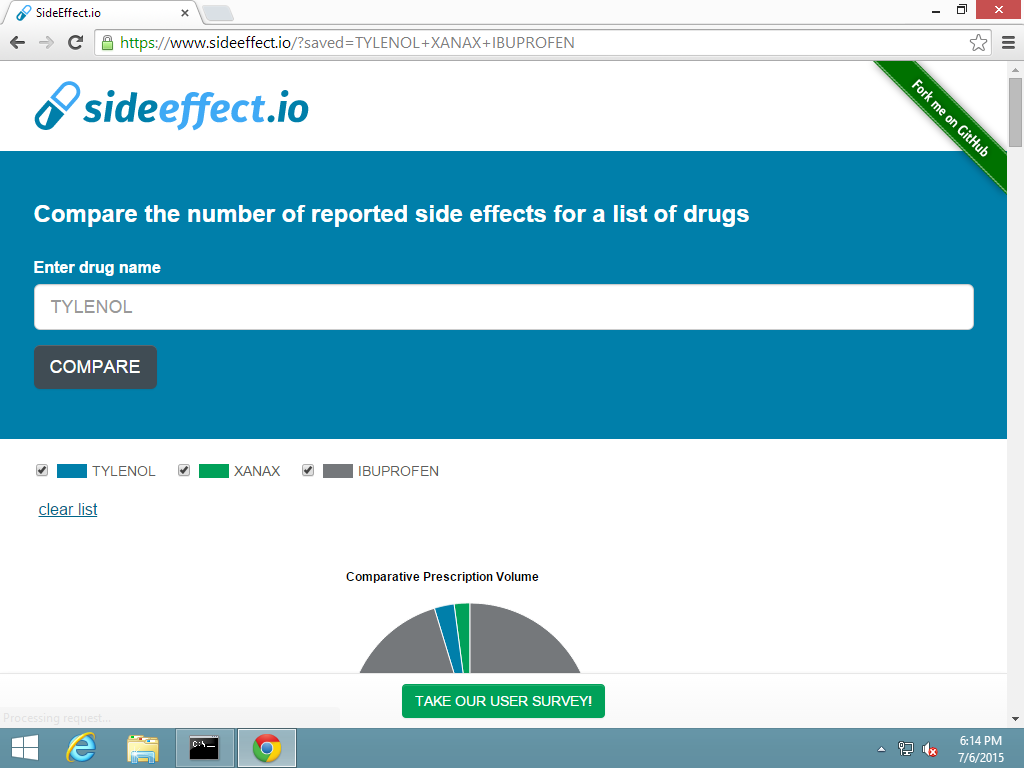 SideEffect.io
https://www.sideeffect.io/?saved=TYLENOL+XANAX+IBUPROFEN
sideeffect.io
Fork me on GitHub
Compare the number of reported side effects for a list of drugs
Enter drug name
TYLENOL
COMPARE
TYLENOL XANAX IBUPROFEN
clear list
Comparative Prescription Volume
TAKE OUR USER SURVEY!
Processing request...
C:\._
6:14 PM
7/6/2015